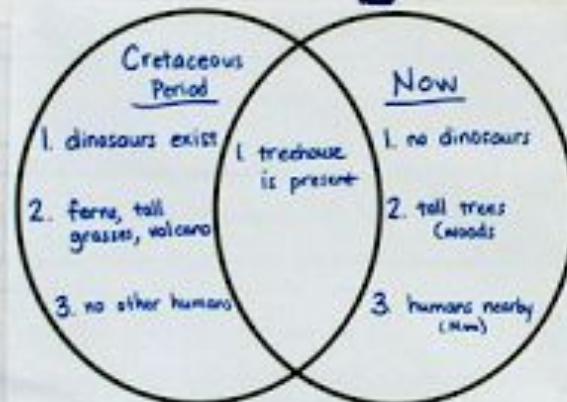 Cretaceous
Period
1. dinosaurs exist
2. ferns, tall
grasses, volcano
3. no other humans
1. treehouse
is present
Now
1. no dinosaurs
2. tall trees
(woods
3. humans nearby